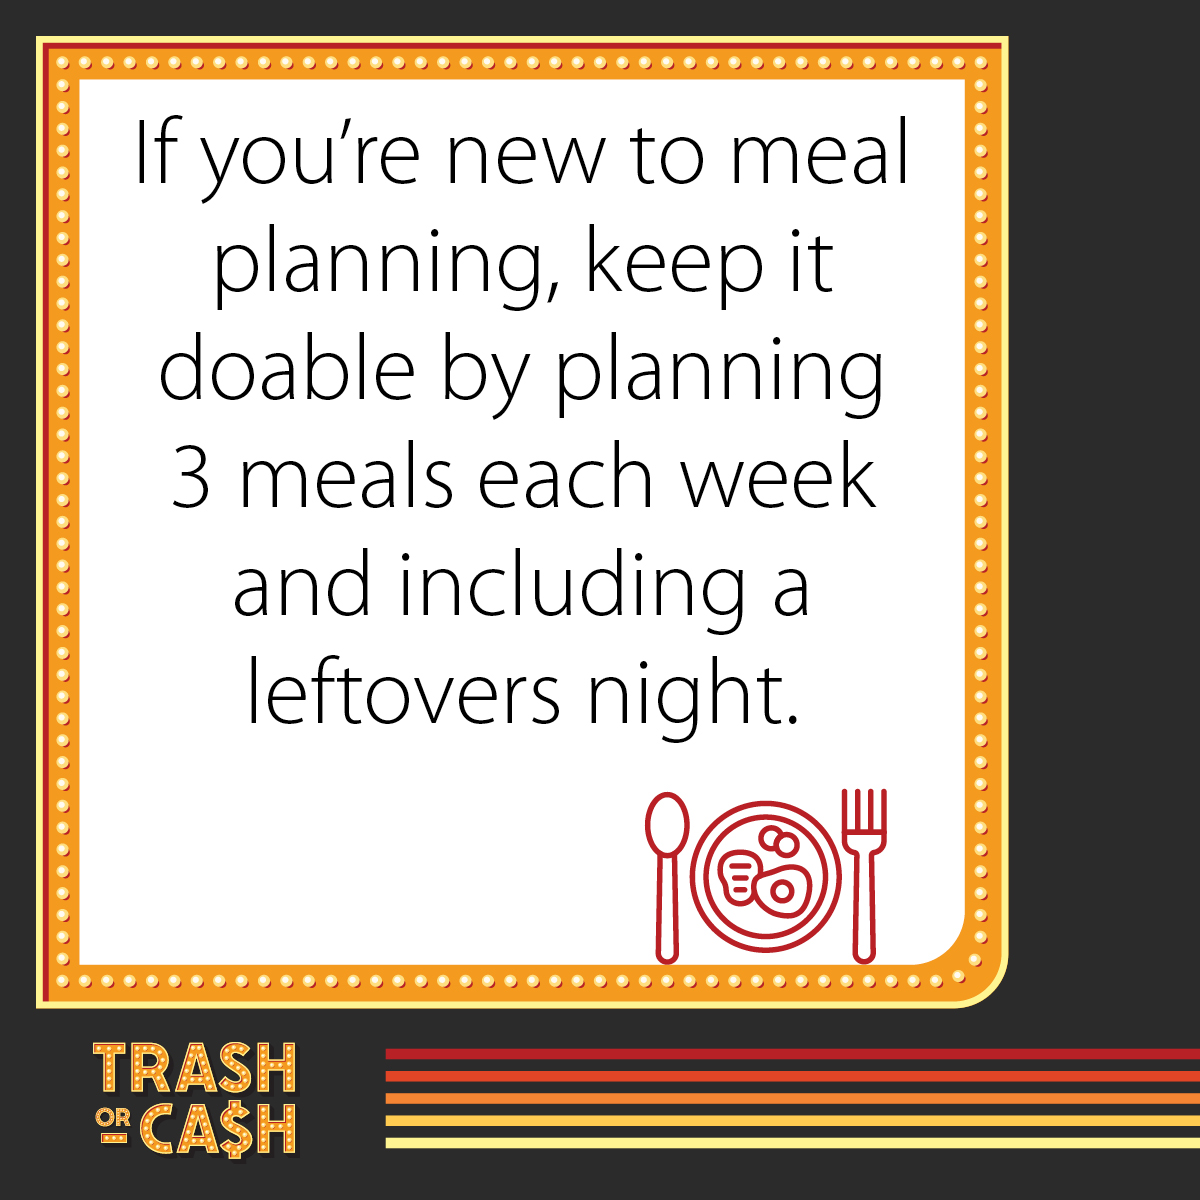 If you’re new to meal
planning, keep it
doable by planning
3 meals each week
and including a
leftovers night.
TRASH
OR CA$H